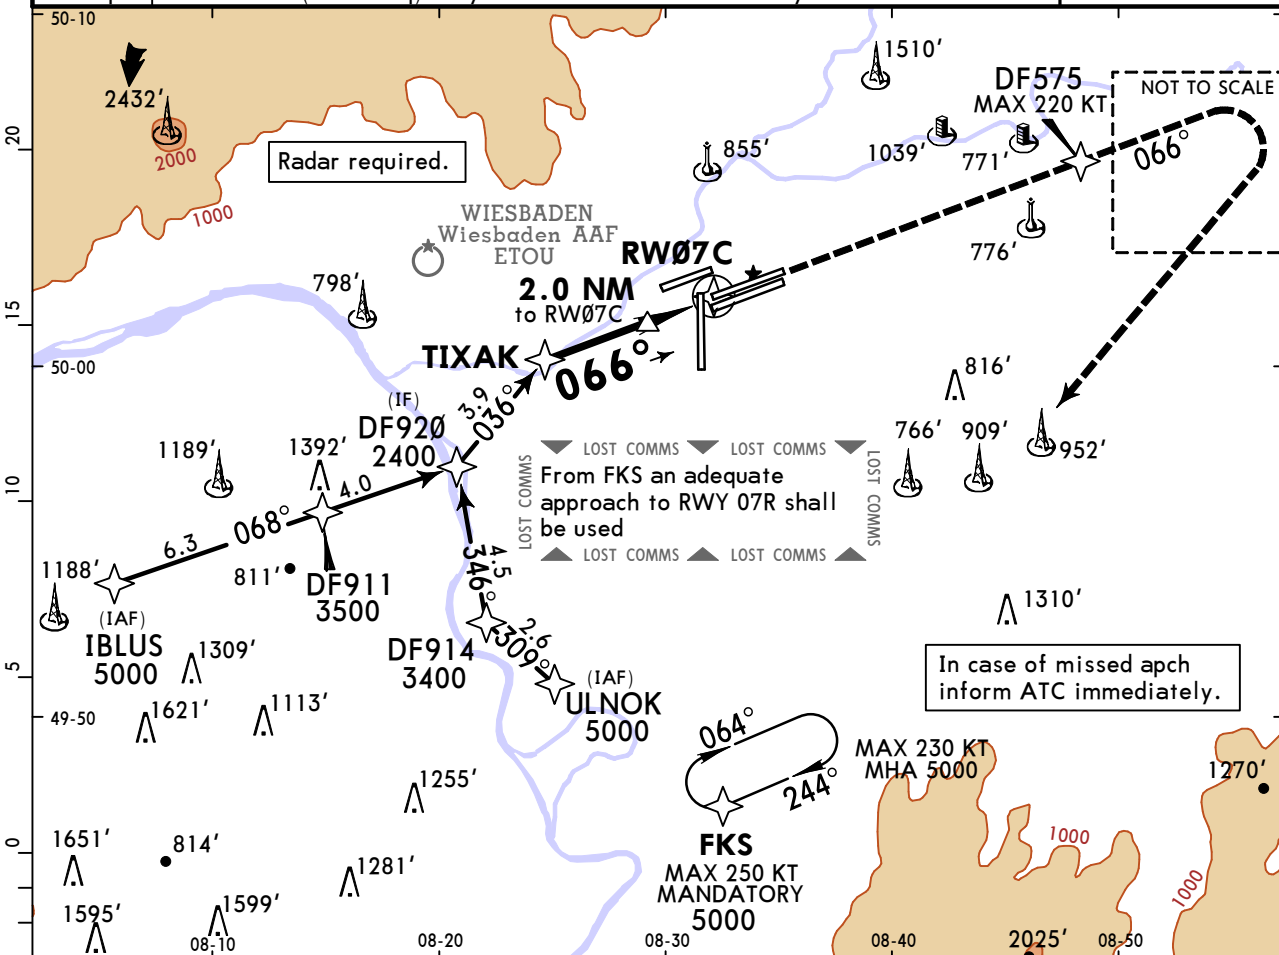 50-10
1510′
DF575
MAX 220 KT
NOT TO SCALE
2432′
20
2000
Radar required.
855′
1039′
771′
066°
1000
WIESBADEN
Wiesbaden AAF
ETOU
776′
RWØ7C
798′
2.0 NM
to RWØ7C
15
50-00
TIXAK
066°
816′
(IF)
DF92Ø
2400
3.9
036°
1189′
1392′
4.0
766′
909′
952′
LOST COMMS
LOST COMMS
LOST COMMS
LOST COMMS
From FKS an adequate
approach to RWY 07R shall
be used
LOST COMMS
LOST COMMS
10
068°
6.3
1188′
811′
DF911
3500
4.5
346°
(IAF)
IBLUS
5000
1309′
DF914
3400
2.6
309°
(IAF)
ULNOK
5000
1310′
In case of missed apch
inform ATC immediately.
5
49-50
1621′
1113′
064°
244°
MAX 230 KT
MHA 5000
1270′
1255′
FKS
MAX 250 KT
MANDATORY
5000
1000
1000
0
1651′
814′
1281′
1595′
1599′
2025′
08-10
08-20
08-30
08-40
08-50